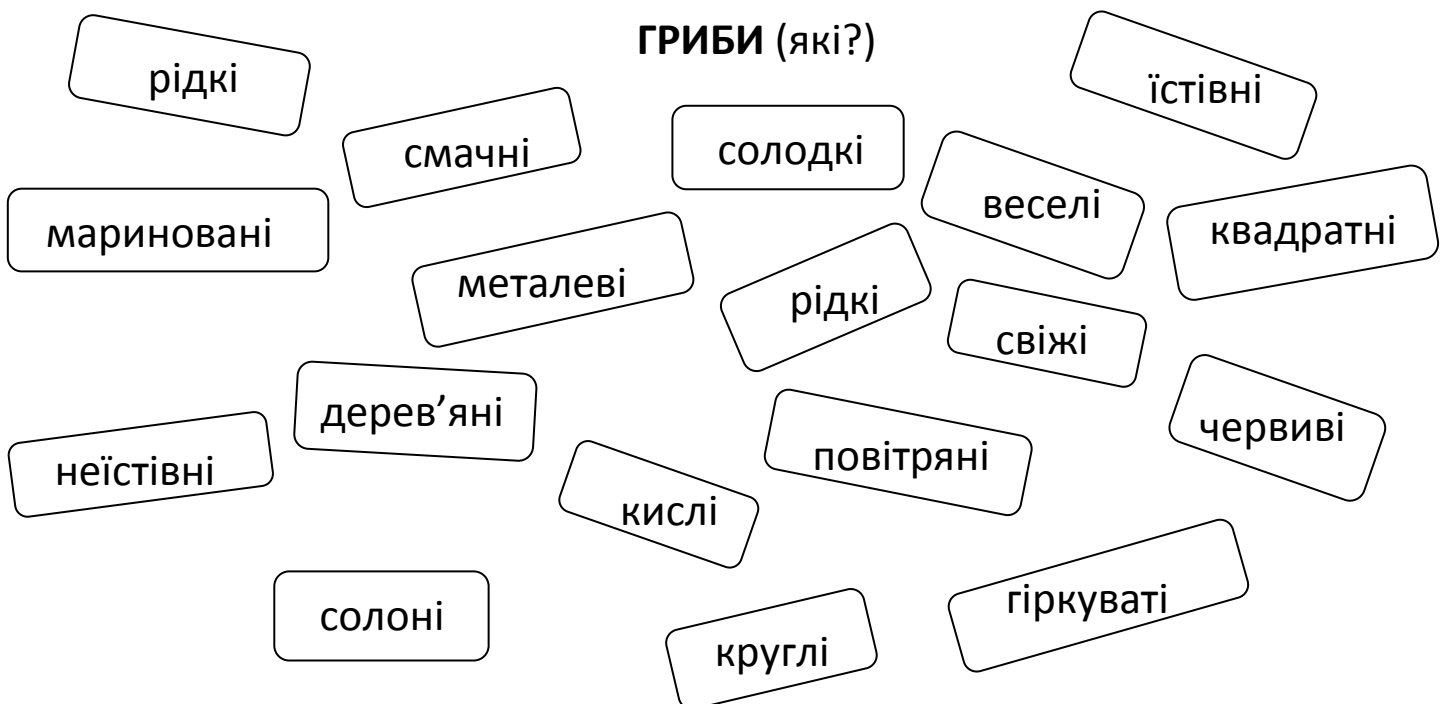 ГРИБИ (які?)
рідкі
їстівні
смачні
солодкі
веселі
мариновані
квадратні
металеві
рідкі
свіжі
дерев’яні
червиві
неїстівні
повітряні
кислі
солоні
гіркуваті
круглі